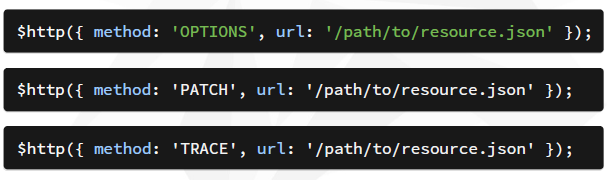 $http({ method: 'OPTIONS', url: '/path/to/resource.json' });
$http({ method: 'PATCH', url: '/path/to/resource.json' });
$http({ method: 'TRACE', url: '/path/to/resource.json' });